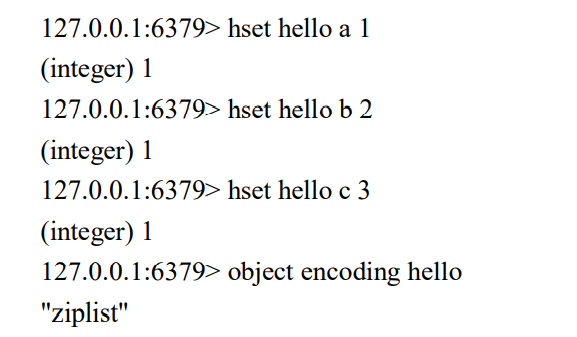 127.0.0.1:6379> hset hello a 1
(integer) 1
127.0.0.1:6379> hset hello b 2
(integer) 1
127.0.0.1:6379> hset hello c 3
(integer) 1
127.0.0.1:6379> object encoding hello
"ziplist"